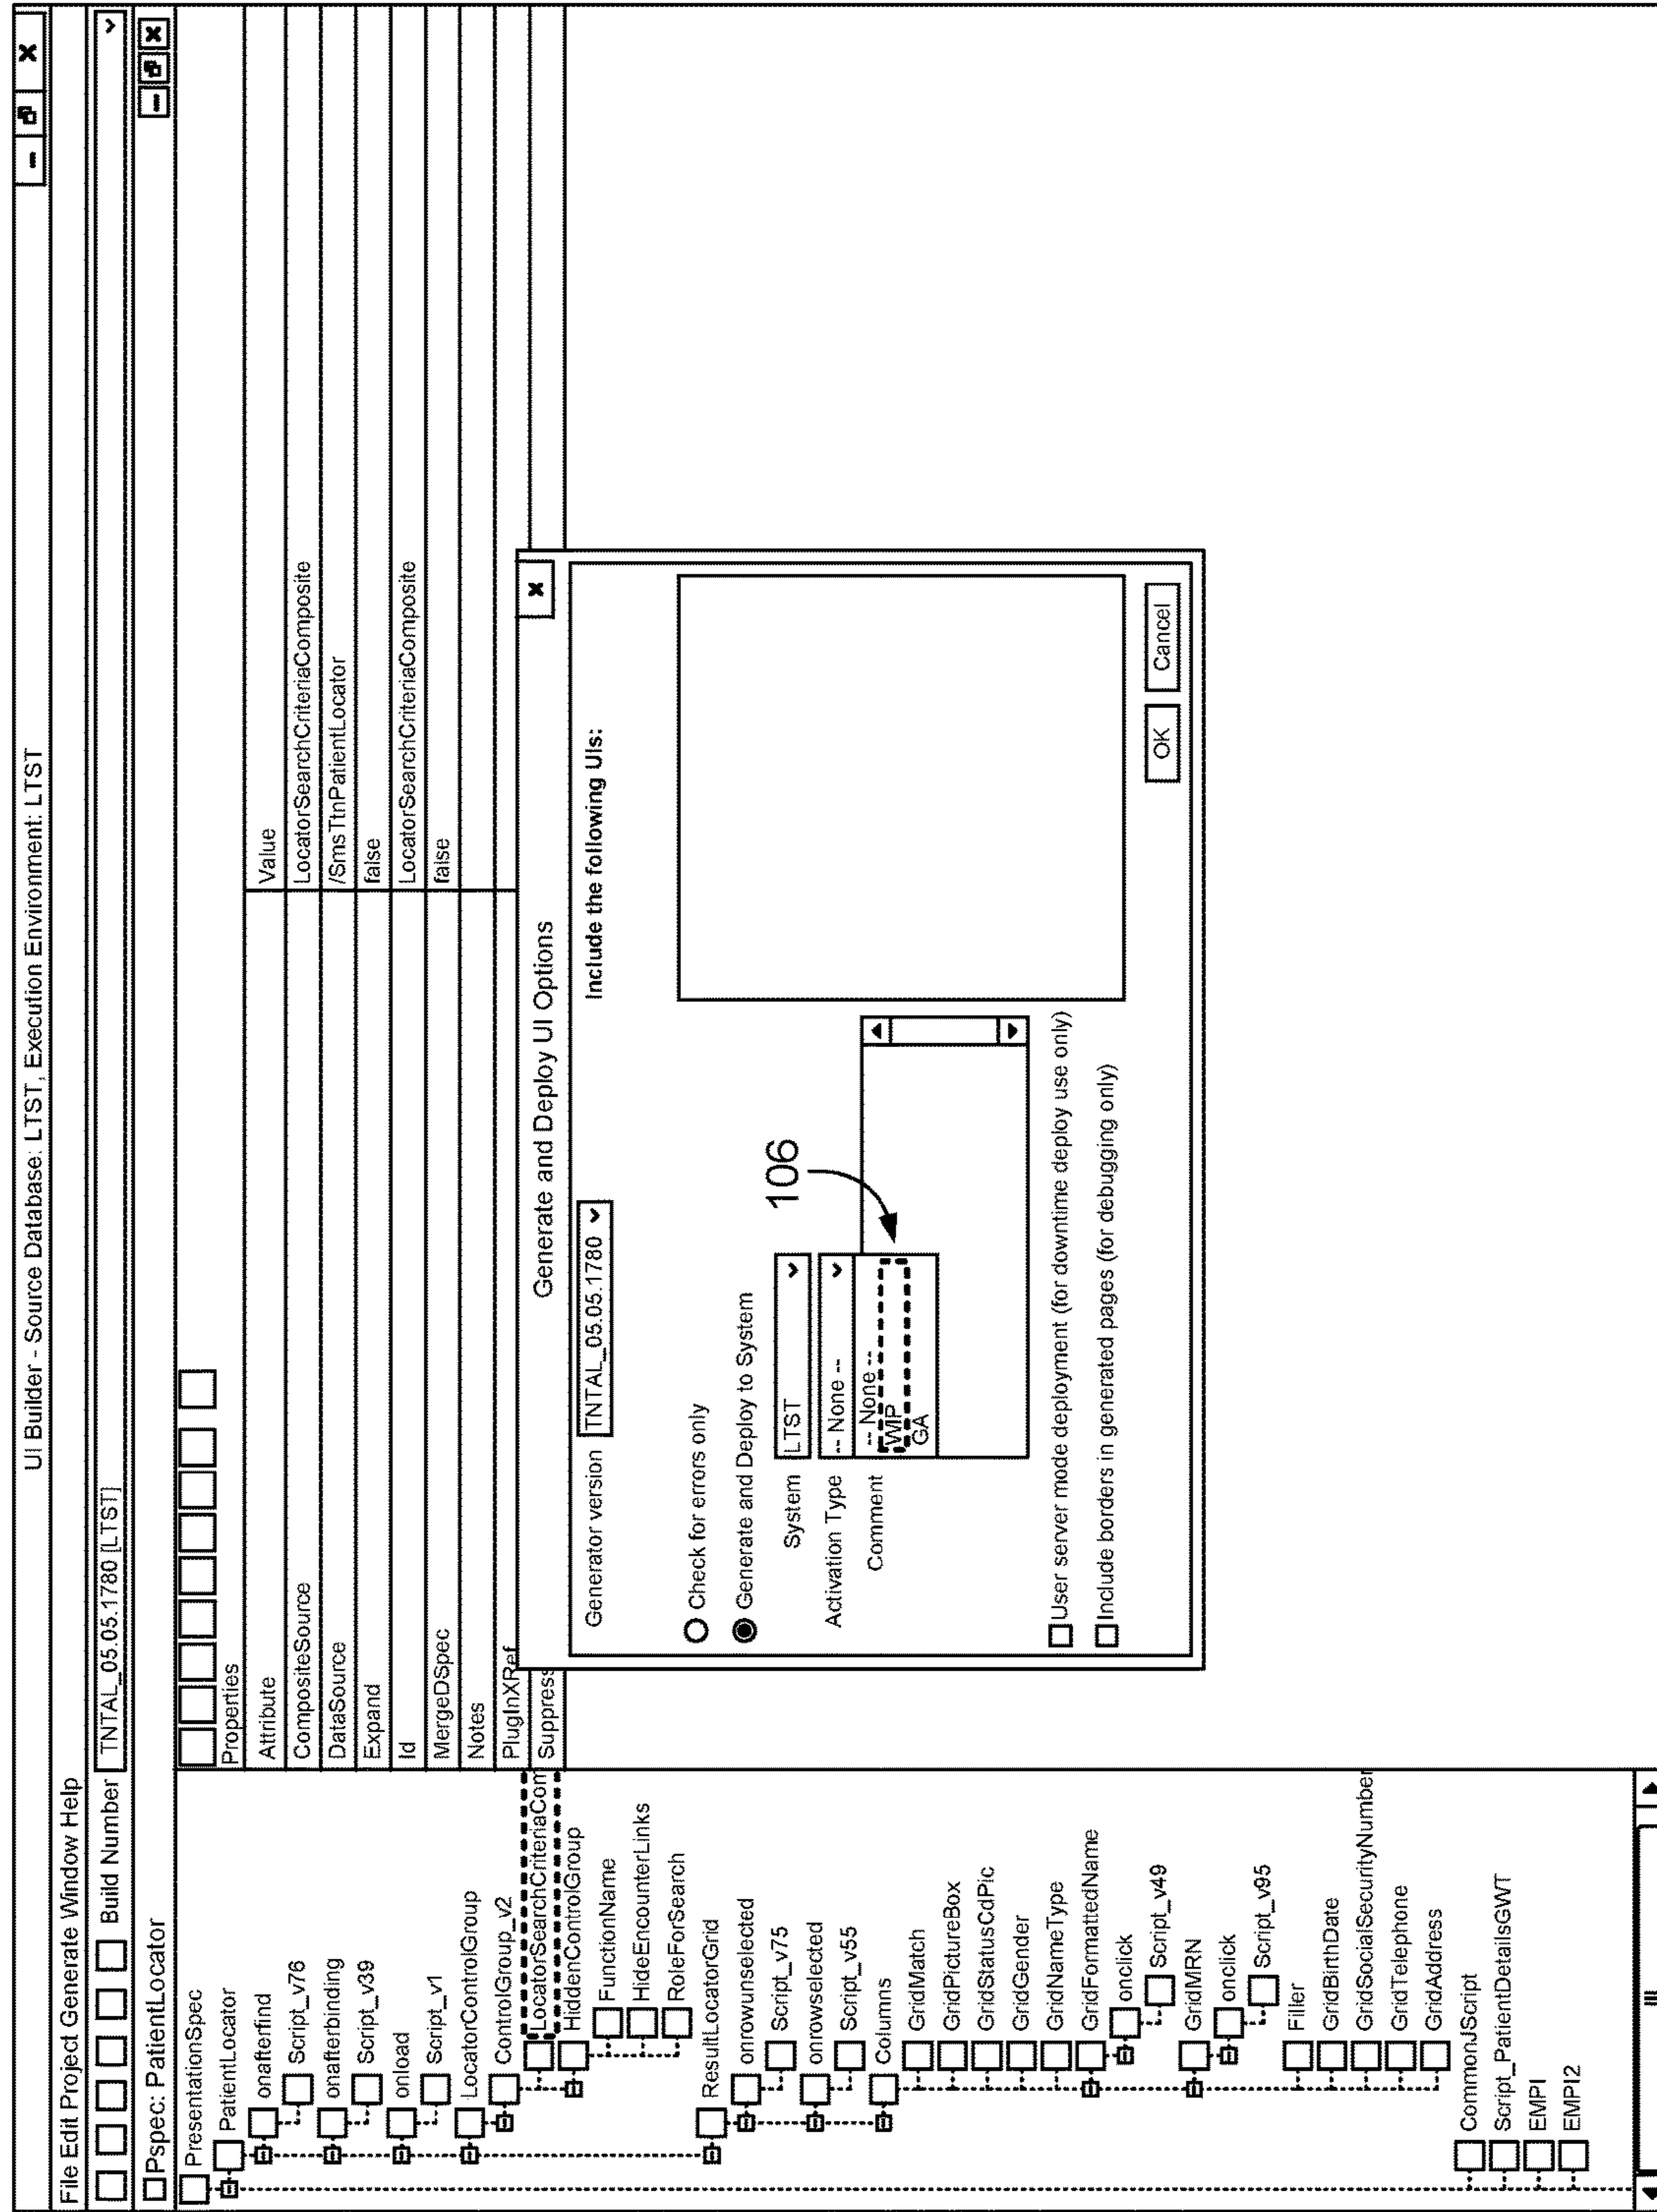 UI Builder - Source Database: LTST, Execution Environment: LTST
File Edit Project Generate Window Help
Build Number TNTAL_05.05.1780 [LTST]
Pspec: PatientLocator
PresentationSpec
PatientLocator
onafterfind
Script_v76
onafterbinding
Script_v39
onload
Script_v1
LocatorControlGroup
ControlGroup_v2
LocatorSearchCriteriaCom
HiddenControlGroup
FunctionName
HideEncounterLinks
RoleForSearch
ResultLocatorGrid
onrowunselected
Script_v75
onrowselected
Script_v55
Columns
GridMatch
GridPictureBox
GridStatusCdPic
GridGender
GridNameType
GridFormattedName
onclick
Script_v49
GridMRN
onclick
Script_v95
Filler
GridBirthDate
GridSocialSecurityNumber
GridTelephone
GridAddress
CommonJScript
Script_PatientDetailsGWT
EMPI
EMPI2
Properties
Attribute Value
CompositeSource LocatorSearchCriteriaComposite
DataSource /SmsTtnPatientLocator
Expand false
Id LocatorSearchCriteriaComposite
MergeDSpec false
Notes
PlugInXRef
Suppress
Generate and Deploy UI Options
Generator version TNTAL_05.05.1780
Include the following UIs:
Check for errors only
Generate and Deploy to System
System LTST
106
Activation Type -- None --
Comment -- None --
WIP
GA
User server mode deployment (for downtime deploy use only)
Include borders in generated pages (for debugging only)
OK Cancel